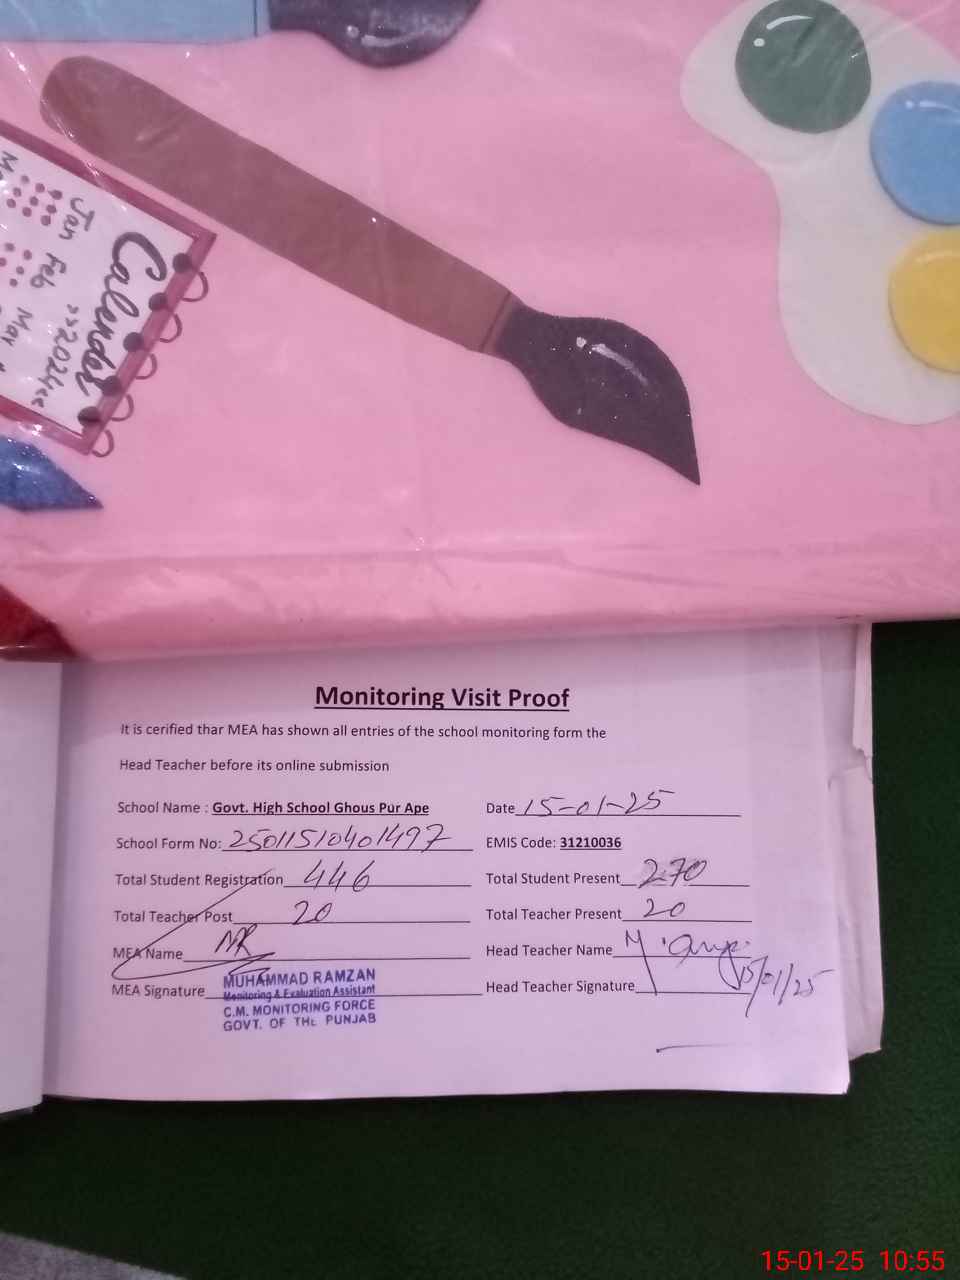 Calender
>>2024<<
Jan Feb Mar
May
Monitoring Visit Proof
It is cerified thar MEA has shown all entries of the school monitoring form the
Head Teacher before its online submission
School Name : Govt. High School Ghous Pur Ape Date 15-01-25
School Form No: 25011510401497 EMIS Code: 31210036
Total Student Registration 446 Total Student Present 270
Total Teacher Post 20 Total Teacher Present 20
MEA Name MR Head Teacher Name M.
MEA Signature Head Teacher Signature 15/01/25
MUHAMMAD RAMZAN
Monitoring & Evaluation Assistant
C.M. MONITORING FORCE
GOVT. OF THE PUNJAB
15-01-25 10:55